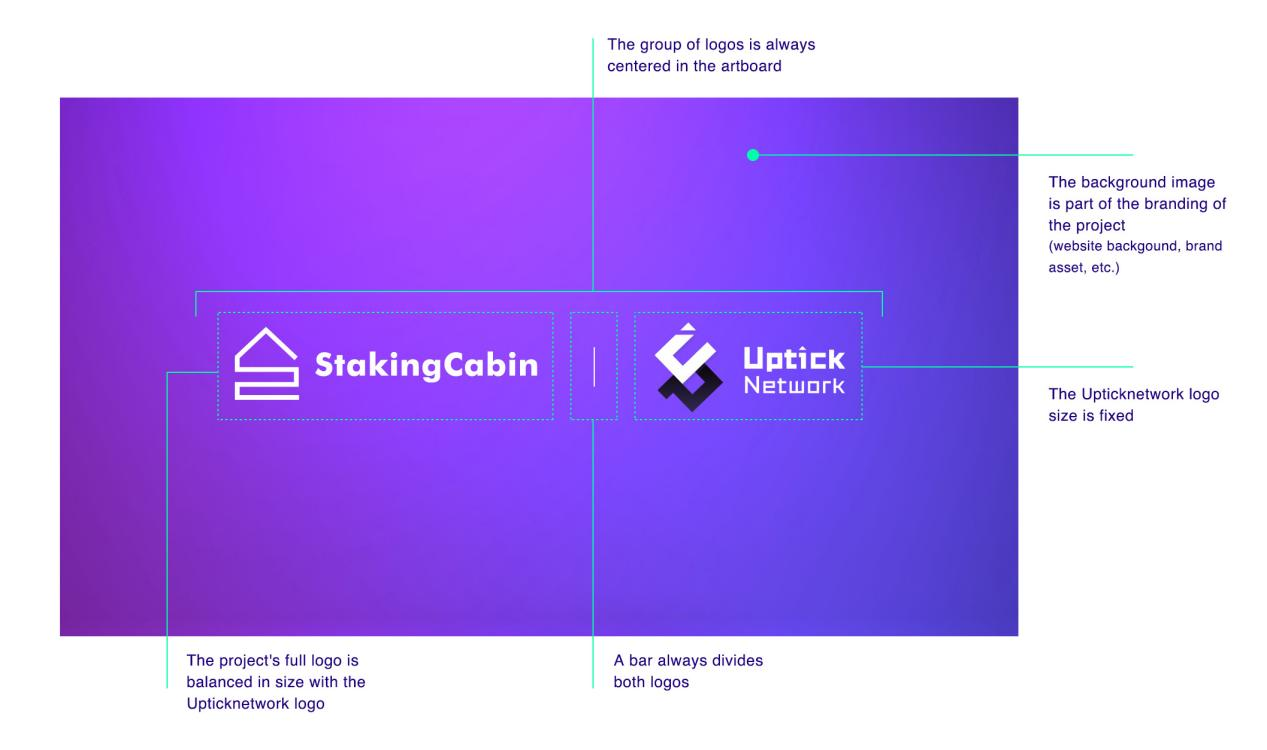 The group of logos is always
centered in the artboard
The background image
is part of the branding of
the project
(website backgound, brand
asset, etc.)
StakingCabin
Uptick
Network
The Upticknetwork logo
size is fixed
The project's full logo is
balanced in size with the
Upticknetwork logo
A bar always divides
both logos